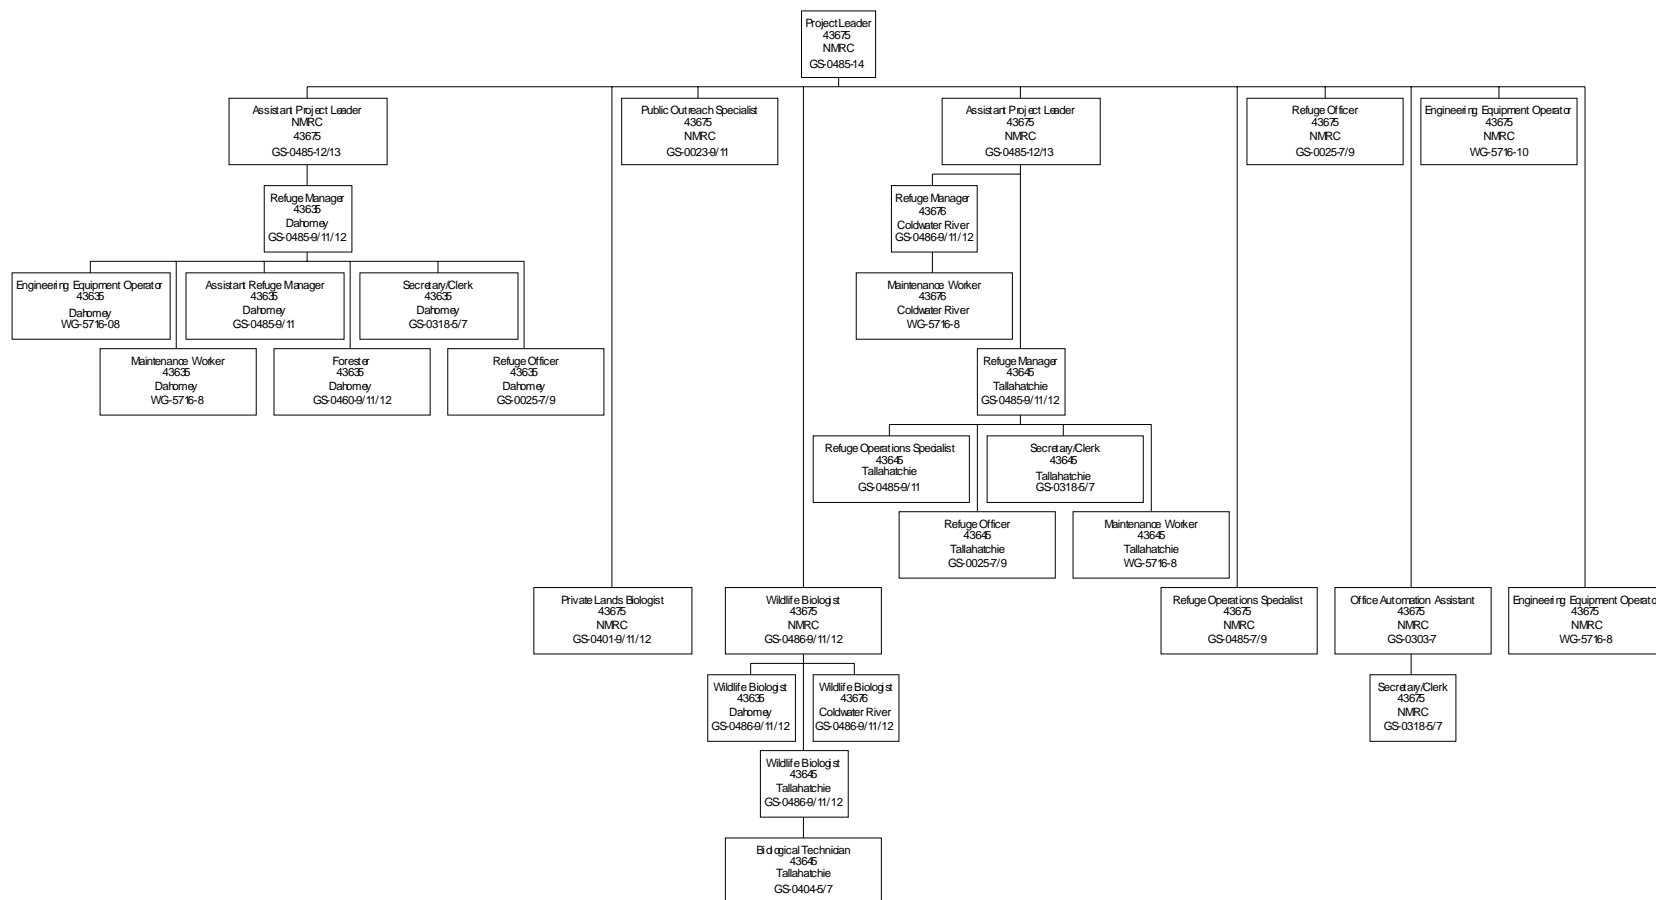 Project Leader
43675
NMRC
GS-0485-14
Assistant Project Leader
NMRC
43675
GS-0485-12/13
Public Outreach Specialist
43675
NMRC
GS-0023-9/11
Assistant Project Leader
43675
NMRC
GS-0485-12/13
Refuge Officer
43675
NMRC
GS-0025-7/9
Engineering Equipment Operator
43675
NMRC
WG-5716-10
Refuge Manager
43635
Dahomey
GS-0485-9/11/12
Refuge Manager
43676
Coldwater River
GS-0486-9/11/12
Engineering Equipment Operator
43635
Dahomey
WG-5716-08
Assistant Refuge Manager
43635
Dahomey
GS-0485-9/11
Secretary/Clerk
43635
Dahomey
GS-0318-5/7
Maintenance Worker
43676
Coldwater River
WG-5716-8
Maintenance Worker
43635
Dahomey
WG-5716-8
Forester
43635
Dahomey
GS-0460-9/11/12
Refuge Officer
43635
Dahomey
GS-0025-7/9
Refuge Manager
43645
Tallahatchie
GS-0485-9/11/12
Refuge Operations Specialist
43645
Tallahatchie
GS-0485-9/11
Secretary/Clerk
43645
Tallahatchie
GS-0318-5/7
Refuge Officer
43645
Tallahatchie
GS-0025-7/9
Maintenance Worker
43645
Tallahatchie
WG-5716-8
Private Lands Biologist
43675
NMRC
GS-0401-9/11/12
Wildlife Biologist
43675
NMRC
GS-0486-9/11/12
Refuge Operations Specialist
43675
NMRC
GS-0485-7/9
Office Automation Assistant
43675
NMRC
GS-0303-7
Engineering Equipment Operato
43675
NMRC
WG-5716-8
Wildlife Biologist
43635
Dahomey
GS-0486-9/11/12
Wildlife Biologist
43676
Coldwater River
GS-0486-9/11/12
Secretary/Clerk
43675
NMRC
GS-0318-5/7
Wildlife Biologist
43645
Tallahatchie
GS-0486-9/11/12
Biological Technician
43645
Tallahatchie
GS-0404-5/7